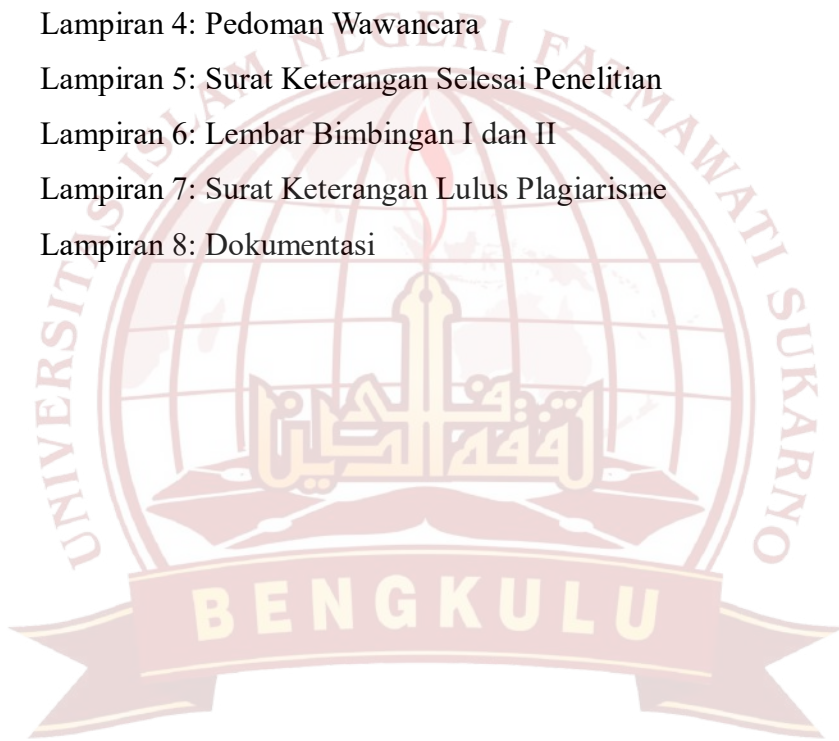 Lampiran 4: Pedoman Wawancara
Lampiran 5: Surat Keterangan Selesai Penelitian
Lampiran 6: Lembar Bimbingan I dan II
Lampiran 7: Surat Keterangan Lulus Plagiarisme
Lampiran 8: Dokumentasi
UNIVERSITAS ISLAM NEGERI FATMAWATI SUKARNO
BENGKULU